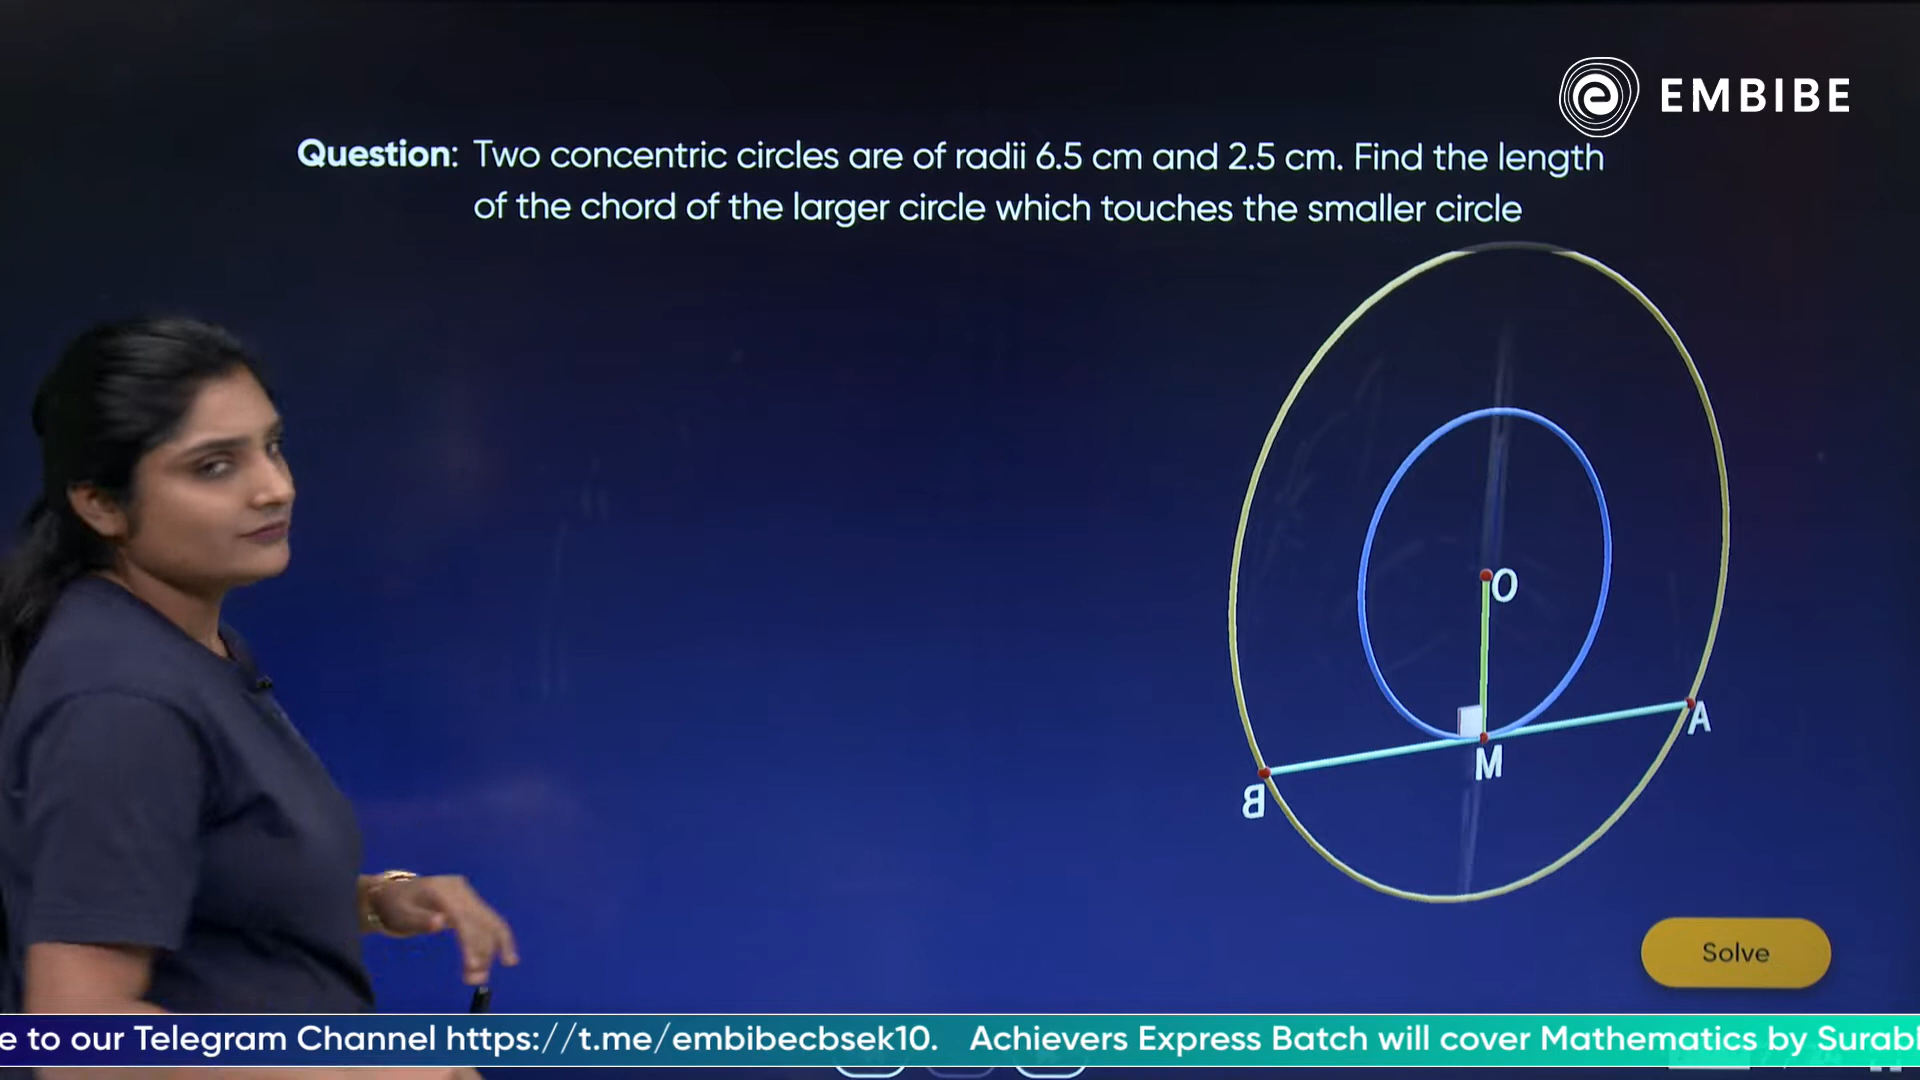 EMBIBE
Question: Two concentric circles are of radii 6.5 cm and 2.5 cm. Find the length
of the chord of the larger circle which touches the smaller circle
O
A
M
B
Solve
e to our Telegram Channel https://t.me/embibecbsek10. Achievers Express Batch will cover Mathematics by Surabl